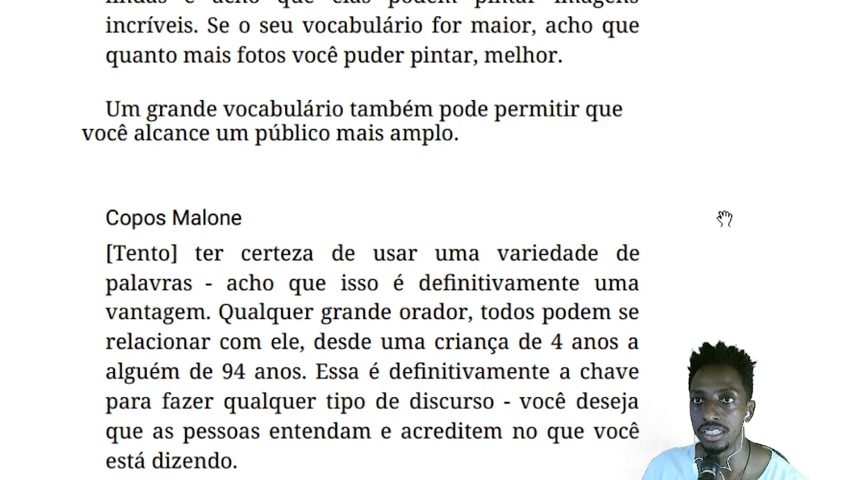 incríveis. Se o seu vocabulário for maior, acho que
quanto mais fotos você puder pintar, melhor.
Um grande vocabulário também pode permitir que
você alcance um público mais amplo.
Copos Malone
[Tento] ter certeza de usar uma variedade de
palavras - acho que isso é definitivamente uma
vantagem. Qualquer grande orador, todos podem se
relacionar com ele, desde uma criança de 4 anos a
alguém de 94 anos. Essa é definitivamente a chave
para fazer qualquer tipo de discurso - você deseja
que as pessoas entendam e acreditem no que você
está dizendo.